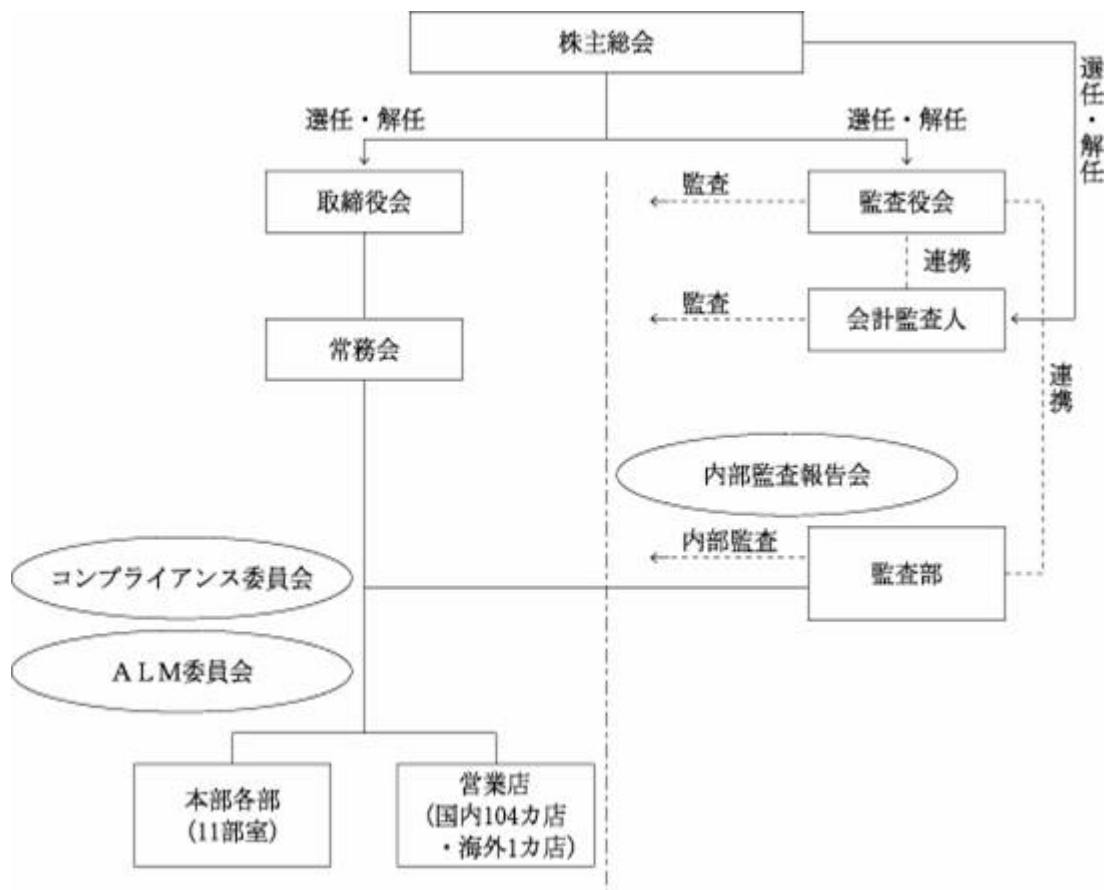 株主総会
選任・解任
選任・解任
選任・解任
取締役会
監査
監査役会
連携
常務会
監査
会計監査人
連携
内部監査報告会
コンプライアンス委員会
内部監査
監査部
ALM委員会
本部各部
(11部室)
営業店
(国内104カ店
・海外1カ店)